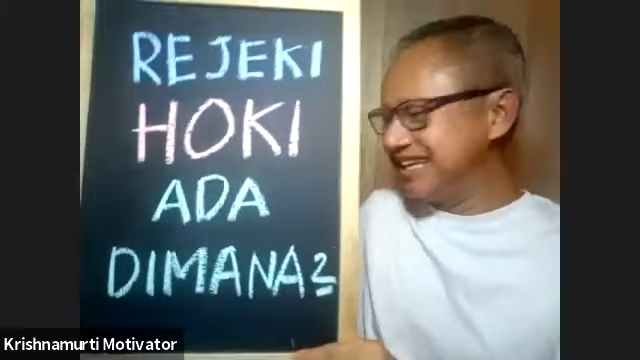 REJEKI
HOKI
ADA
DIMANA2
Krishnamurti Motivator